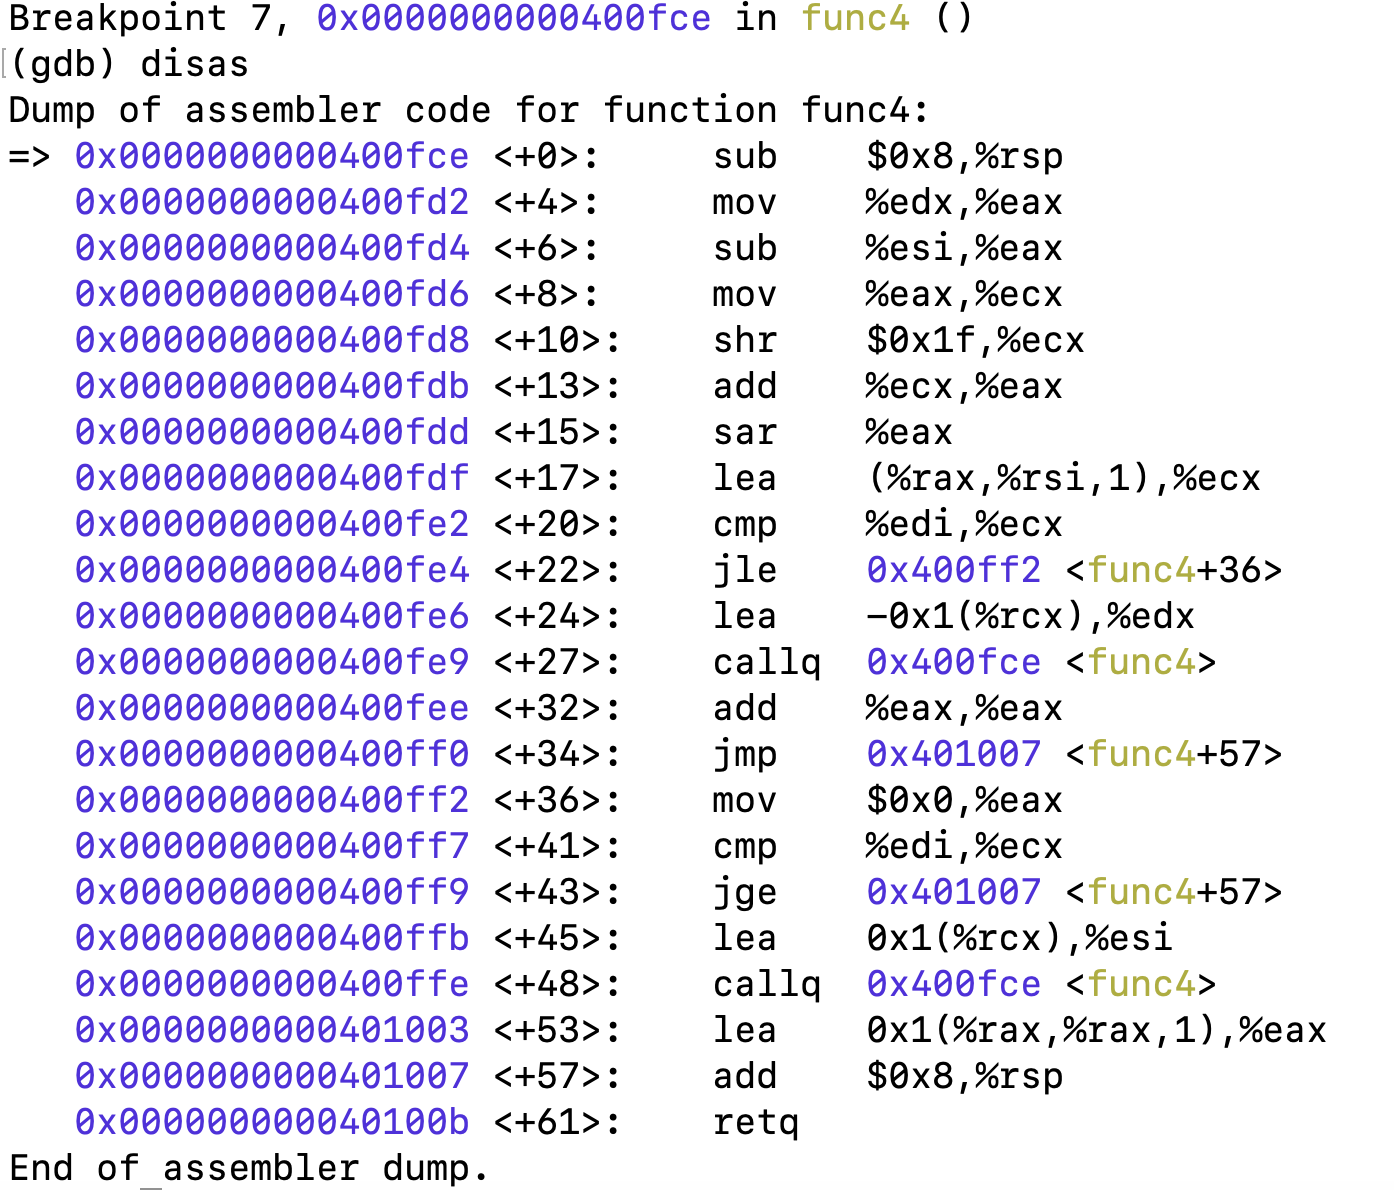 Breakpoint 7, 0x0000000000400fce in func4 ()
(gdb) disas
Dump of assembler code for function func4:
=> 0x0000000000400fce <+0>:	sub    $0x8,%rsp
   0x0000000000400fd2 <+4>:	mov    %edx,%eax
   0x0000000000400fd4 <+6>:	sub    %esi,%eax
   0x0000000000400fd6 <+8>:	mov    %eax,%ecx
   0x0000000000400fd8 <+10>:	shr    $0x1f,%ecx
   0x0000000000400fdb <+13>:	add    %ecx,%eax
   0x0000000000400fdd <+15>:	sar    %eax
   0x0000000000400fdf <+17>:	lea    (%rax,%rsi,1),%ecx
   0x0000000000400fe2 <+20>:	cmp    %edi,%ecx
   0x0000000000400fe4 <+22>:	jle    0x400ff2 <func4+36>
   0x0000000000400fe6 <+24>:	lea    -0x1(%rcx),%edx
   0x0000000000400fe9 <+27>:	callq  0x400fce <func4>
   0x0000000000400fee <+32>:	add    %eax,%eax
   0x0000000000400ff0 <+34>:	jmp    0x401007 <func4+57>
   0x0000000000400ff2 <+36>:	mov    $0x0,%eax
   0x0000000000400ff7 <+41>:	cmp    %edi,%ecx
   0x0000000000400ff9 <+43>:	jge    0x401007 <func4+57>
   0x0000000000400ffb <+45>:	lea    0x1(%rcx),%esi
   0x0000000000400ffe <+48>:	callq  0x400fce <func4>
   0x0000000000401003 <+53>:	lea    0x1(%rax,%rax,1),%eax
   0x0000000000401007 <+57>:	add    $0x8,%rsp
   0x000000000040100b <+61>:	retq
End of assembler dump.